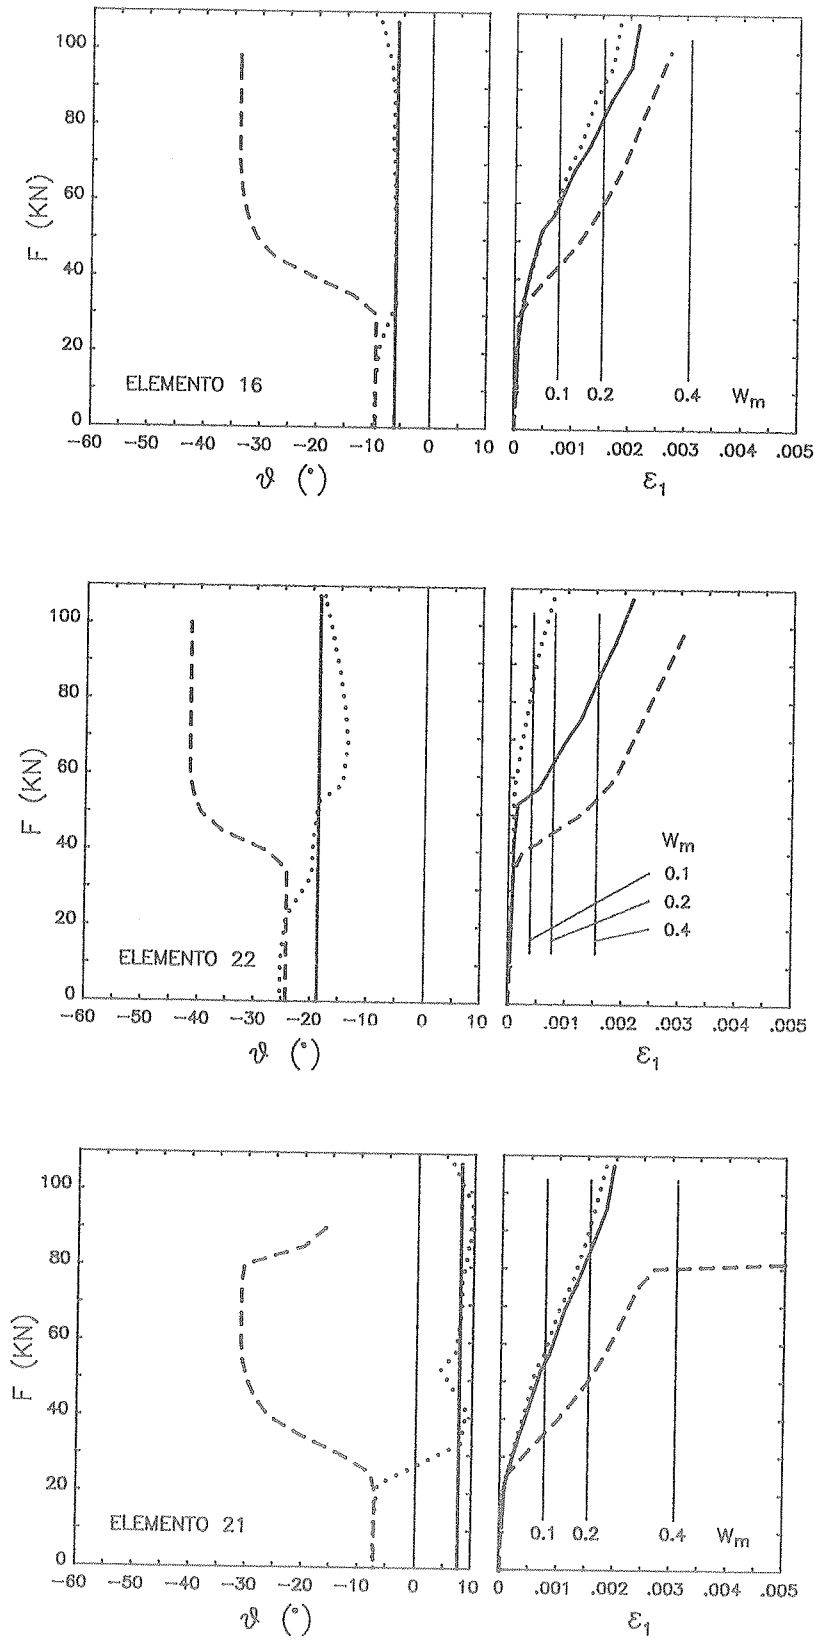 100
80
60
40
20
0
F (KN)
ELEMENTO 16
0.1 0.2 0.4 Wm
−60 −50 −40 −30 −20 −10 0 10
0 .001 .002 .003 .004 .005
ϑ (°)
ε1
100
80
60
40
20
0
F (KN)
ELEMENTO 22
Wm
0.1
0.2
0.4
−60 −50 −40 −30 −20 −10 0 10
0 .001 .002 .003 .004 .005
ϑ (°)
ε1
100
80
60
40
20
0
F (KN)
ELEMENTO 21
0.1 0.2 0.4 Wm
−60 −50 −40 −30 −20 −10 0 10
0 .001 .002 .003 .004 .005
ϑ (°)
ε1